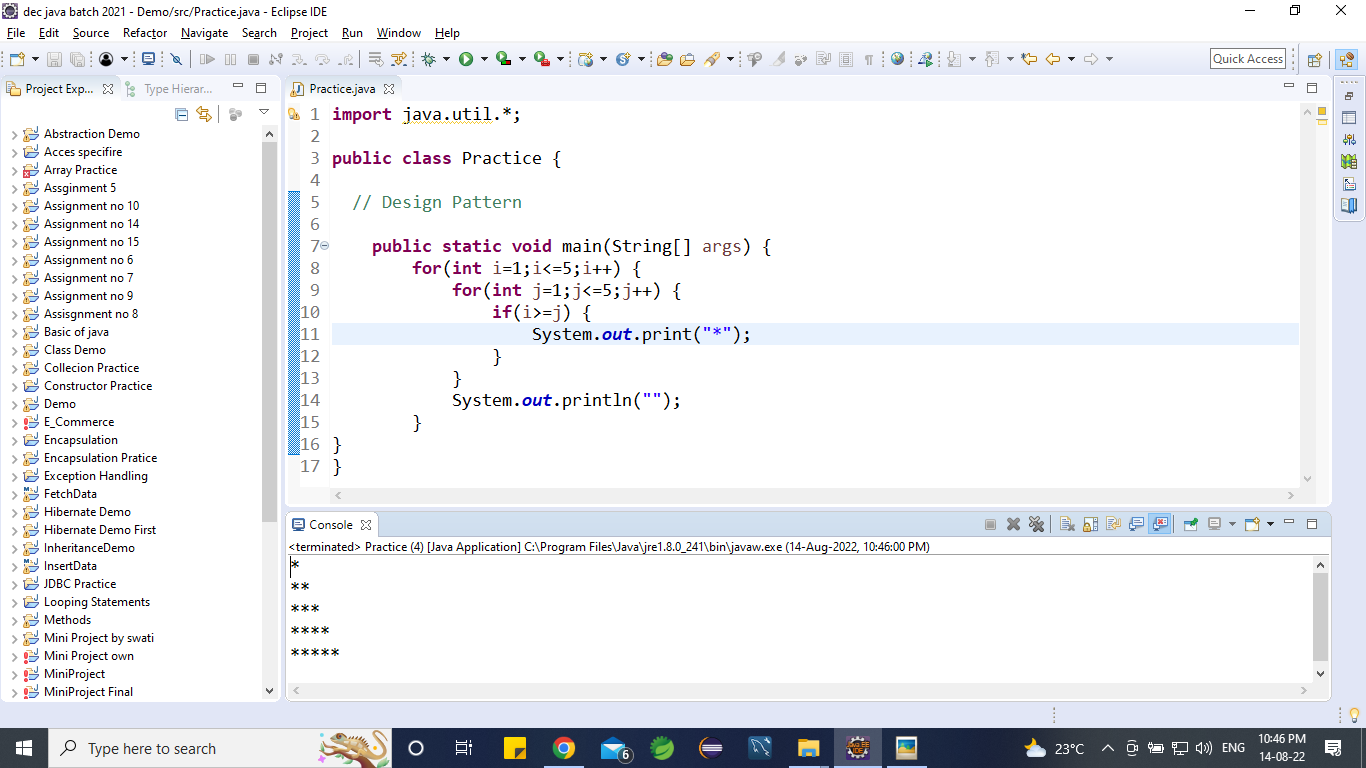 dec java batch 2021 - Demo/src/Practice.java - Eclipse IDE
File Edit Source Refactor Navigate Search Project Run Window Help
Quick Access
Project Exp... Type Hierar...
Abstraction Demo
Acces specifire
Array Practice
Assginment 5
Assignment no 10
Assignment no 14
Assignment no 15
Assignment no 6
Assignment no 7
Assignment no 9
Assisgnment no 8
Basic of java
Class Demo
Collecion Practice
Constructor Practice
Demo
E_Commerce
Encapsulation
Encapsulation Pratice
Exception Handling
FetchData
Hibernate Demo
Hibernate Demo First
InheritanceDemo
InsertData
JDBC Practice
Looping Statements
Methods
Mini Project by swati
Mini Project own
MiniProject
MiniProject Final
Practice.java
1 import java.util.*;
2
3 public class Practice {
4
5 // Design Pattern
6
7 public static void main(String[] args) {
8 for(int i=1;i<=5;i++) {
9 for(int j=1;j<=5;j++) {
10 if(i>=j) {
11 System.out.print("*");
12 }
13 }
14 System.out.println("");
15 }
16 }
17 }
Console
<terminated> Practice (4) [Java Application] C:\Program Files\Java\jre1.8.0_241\bin\javaw.exe (14-Aug-2022, 10:46:00 PM)
*
**
***
****
*****
Type here to search
6
23°C
ENG
10:46 PM
14-08-22